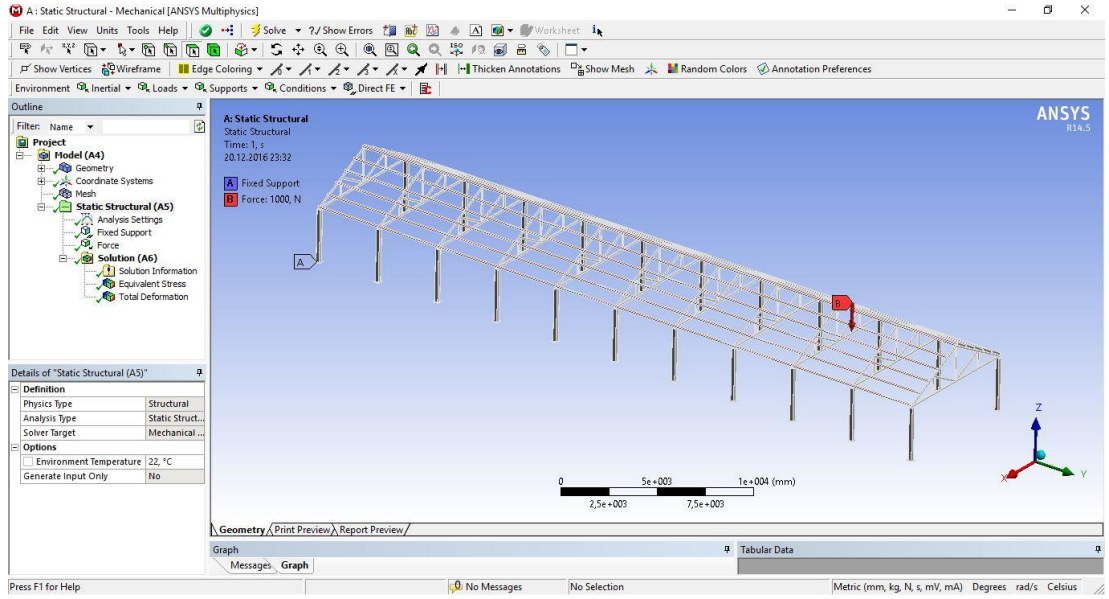 A : Static Structural - Mechanical [ANSYS Multiphysics]
File Edit View Units Tools Help Solve ?/ Show Errors Worksheet
Show Vertices Wireframe Edge Coloring Thicken Annotations Show Mesh Random Colors Annotation Preferences
Environment Inertial Loads Supports Conditions Direct FE
Outline
Filter: Name
Project
Model (A4)
Geometry
Coordinate Systems
Mesh
Static Structural (A5)
Analysis Settings
Fixed Support
Force
Solution (A6)
Solution Information
Equivalent Stress
Total Deformation
Details of "Static Structural (A5)"
Definition
Physics Type Structural
Analysis Type Static Struct...
Solver Target Mechanical ...
Options
Environment Temperature 22, °C
Generate Input Only No
A: Static Structural
Static Structural
Time: 1, s
20.12.2016 23:32
A Fixed Support
B Force: 1000, N
ANSYS
R14.5
A
B
Z
X
Y
0 5e+003 1e+004 (mm)
2,5e+003 7,5e+003
Geometry Print Preview Report Preview
Graph
Messages Graph
Tabular Data
Press F1 for Help 0 No Messages No Selection Metric (mm, kg, N, s, mV, mA) Degrees rad/s Celsius